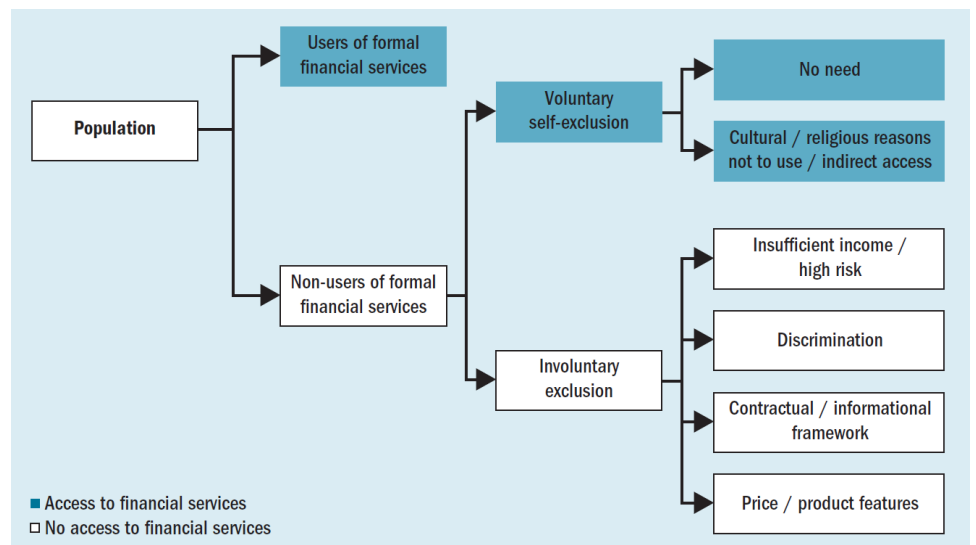 Population
Users of formal
financial services
Non-users of formal
financial services
Voluntary
self-exclusion
Involuntary
exclusion
No need
Cultural / religious reasons
not to use / indirect access
Insufficient income /
high risk
Discrimination
Contractual / informational
framework
Price / product features
Access to financial services
No access to financial services